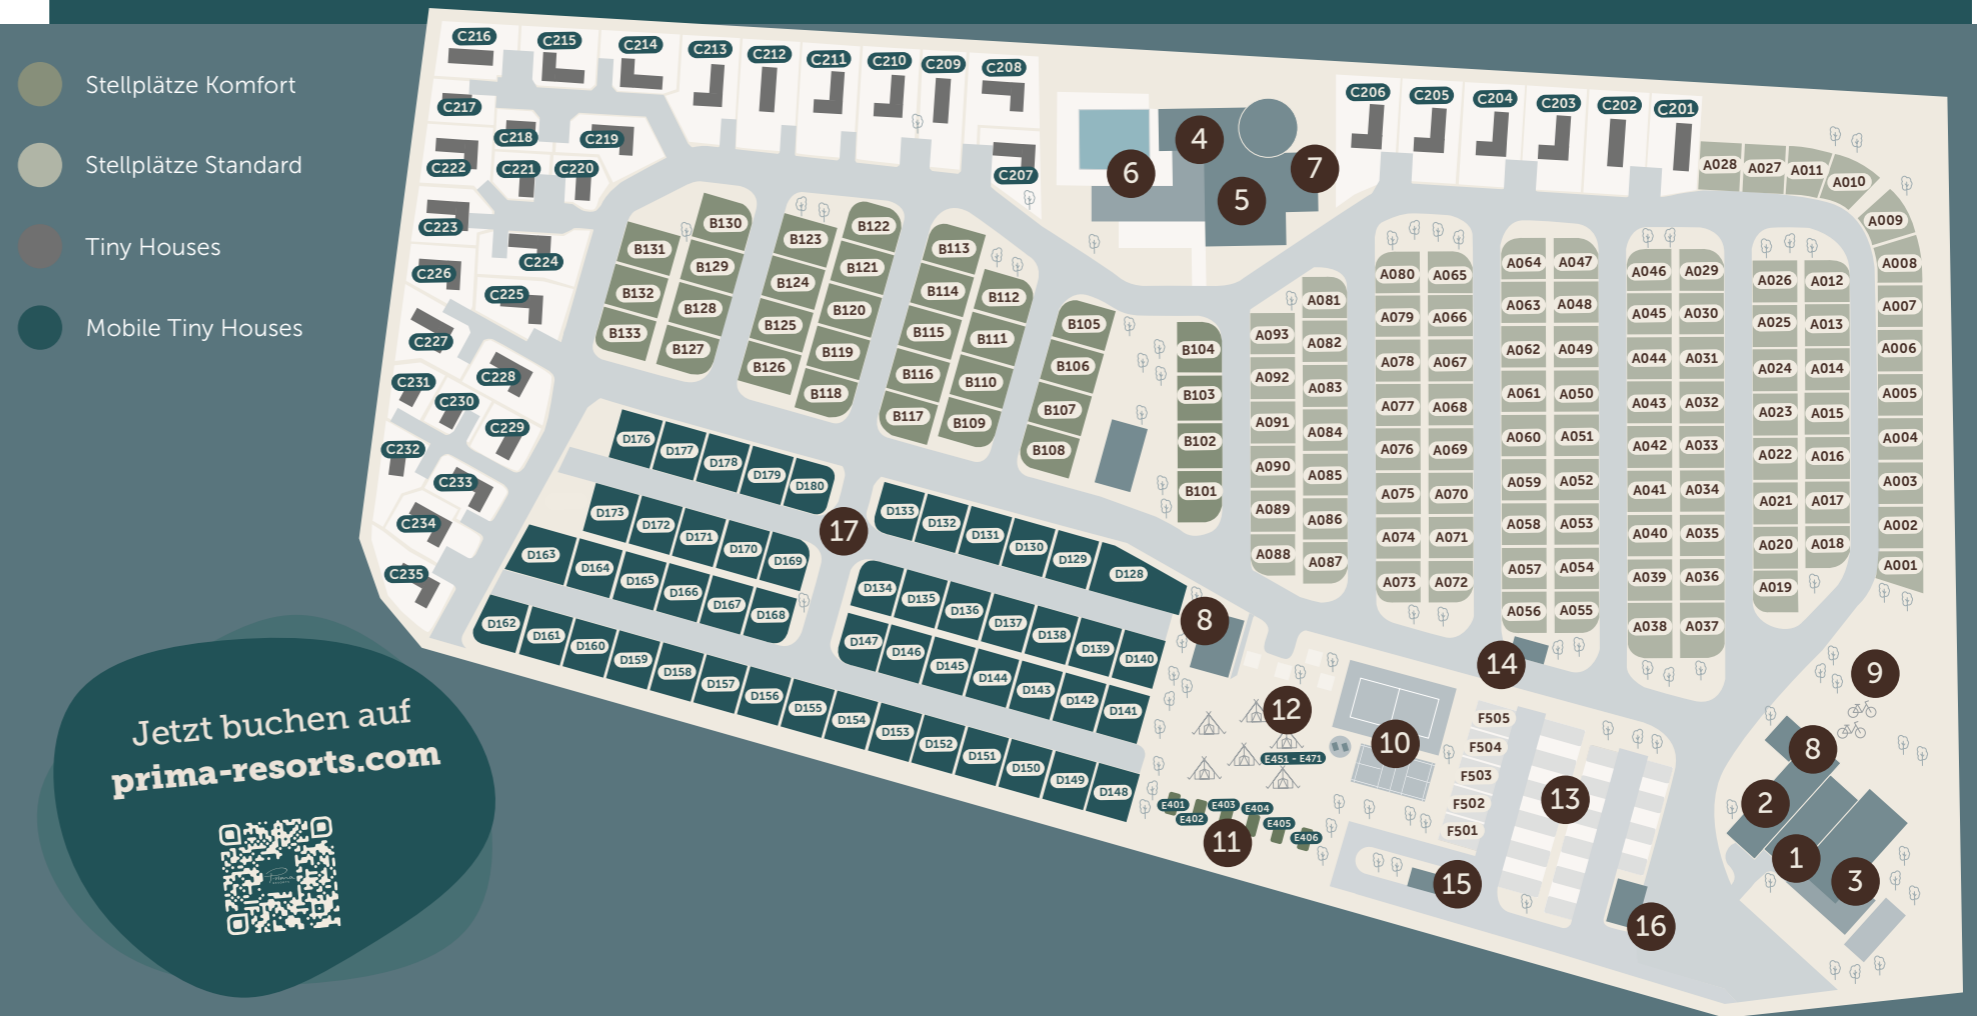 Stellplätze Komfort
Stellplätze Standard
Tiny Houses
Mobile Tiny Houses
C216
C215
C214
C213
C212
C211
C210
C209
C208
C217
C218
C219
C222
C221
C220
C207
C223
C224
C226
C225
C227
C228
C231
C230
C229
C232
C233
C234
C235
C206
C205
C204
C203
C202
C201
4
6
5
7
A028
A027
A011
A010
A009
A008
A007
A006
A005
A004
A003
A002
A001
B131
B132
B133
B130
B129
B128
B127
B123
B124
B125
B126
B122
B121
B120
B119
B118
B113
B114
B115
B116
B117
B112
B111
B110
B109
B105
B106
B107
B108
B104
B103
B102
B101
A093
A092
A091
A090
A089
A088
A081
A082
A083
A084
A085
A086
A087
A080
A079
A078
A077
A076
A075
A074
A073
A065
A066
A067
A068
A069
A070
A071
A072
A064
A063
A062
A061
A060
A059
A058
A057
A056
A047
A048
A049
A050
A051
A052
A053
A054
A055
A046
A045
A044
A043
A042
A041
A040
A039
A038
A029
A030
A031
A032
A033
A034
A035
A036
A037
A026
A025
A024
A023
A022
A021
A020
A019
A012
A013
A014
A015
A016
A017
A018
D176
D177
D178
D179
D180
D173
D172
D171
D170
D169
D163
D164
D165
D166
D167
D168
17
D133
D132
D131
D130
D129
D128
D134
D135
D136
D137
D138
D139
D140
D147
D146
D145
D144
D143
D142
D141
D162
D161
D160
D159
D158
D157
D156
D155
D154
D153
D152
D151
D150
D149
D148
8
12
E451 - E471
E401
E402
E403
E404
E405
E406
11
10
14
F505
F504
F503
F502
F501
13
15
16
9
8
2
1
3
Jetzt buchen auf
prima-resorts.com